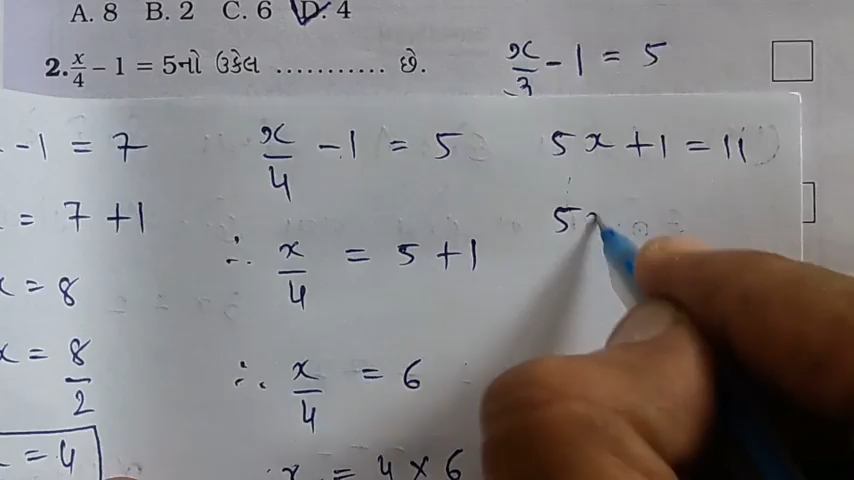 A. 8 B. 2 C. 6 D. 4
2. x/4 − 1 = 5નો ઉકેલ ........... છે.
x/3 - 1 = 5
-1 = 7
= 7 + 1
x = 8
x = 8/2
= 4
x/4 - 1 = 5
∴ x/4 = 5 + 1
∴ x/4 = 6
x = 4 × 6
5x + 1 = 11
5x